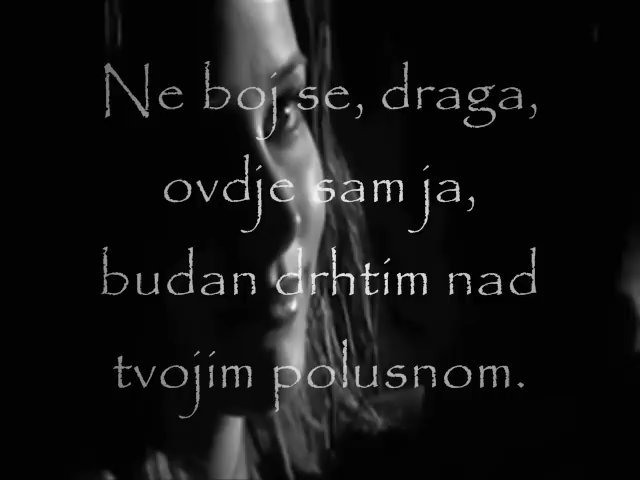 Ne boj se, draga,
ovdje sam ja,
budan drhtim nad
tvojim polusnom.